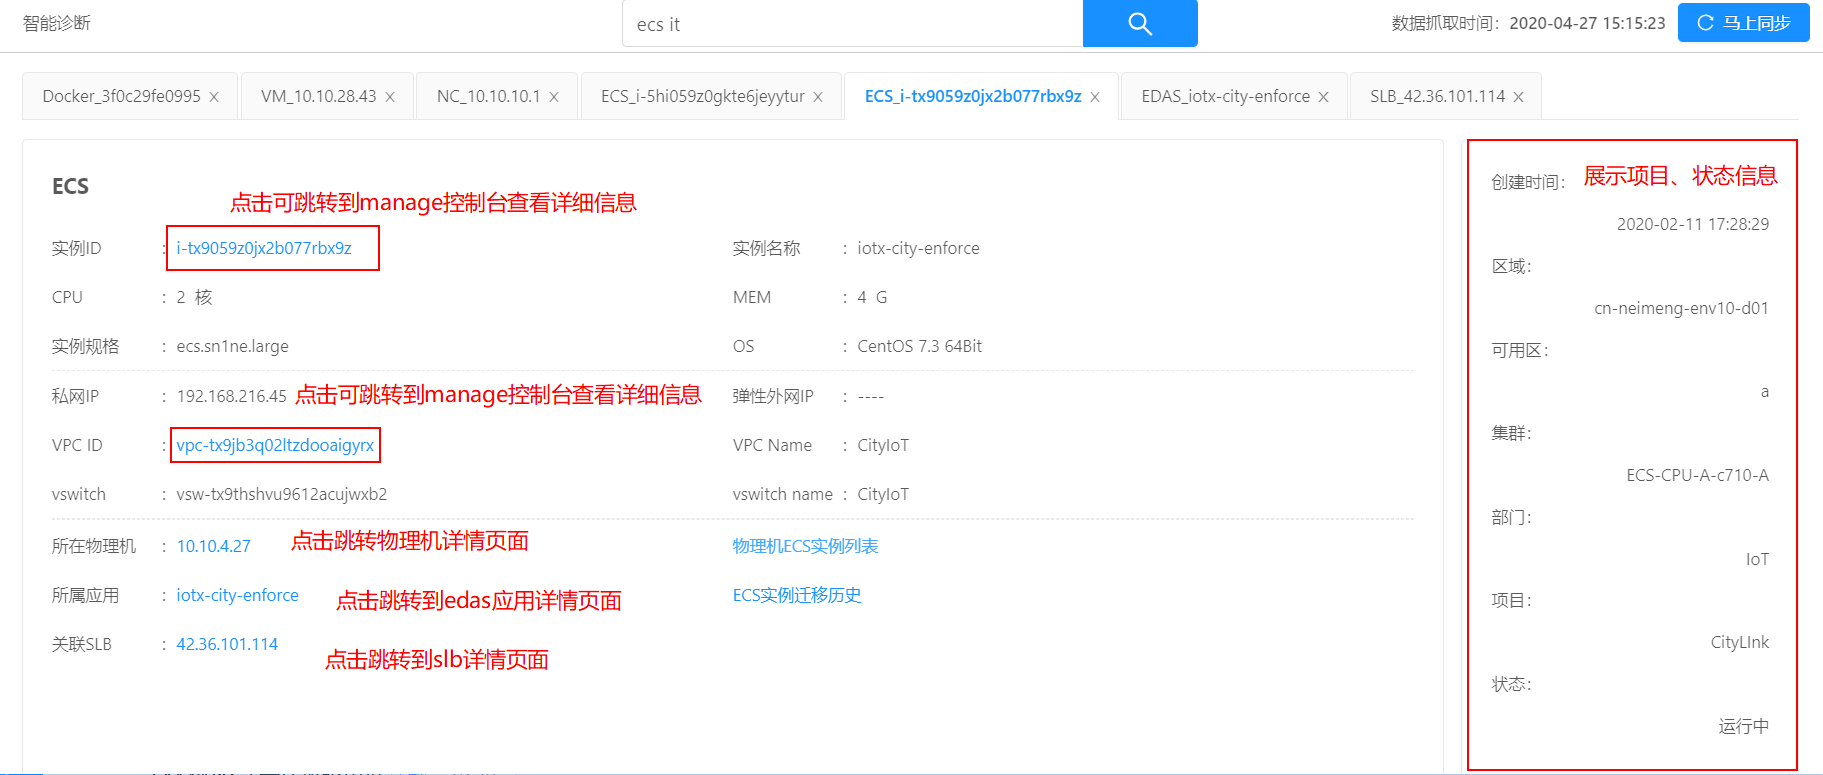 智能诊断
ecs it
数据抓取时间：2020-04-27 15:15:23
马上同步
Docker_3f0c29fe0995
VM_10.10.28.43
NC_10.10.10.1
ECS_i-5hi059z0gkte6jeyytur
ECS_i-tx9059z0jx2b077rbx9z
EDAS_iotx-city-enforce
SLB_42.36.101.114
ECS
点击可跳转到manage控制台查看详细信息
实例ID : i-tx9059z0jx2b077rbx9z
实例名称 : iotx-city-enforce
CPU : 2 核
MEM : 4 G
实例规格 : ecs.sn1ne.large
OS : CentOS 7.3 64Bit
私网IP : 192.168.216.45
点击可跳转到manage控制台查看详细信息
弹性外网IP : ----
VPC ID : vpc-tx9jb3q02ltzdooaigyrx
VPC Name : CityIoT
vswitch : vsw-tx9thshvu9612acujwxb2
vswitch name : CityIoT
所在物理机 : 10.10.4.27
点击跳转物理机详情页面
物理机ECS实例列表
所属应用 : iotx-city-enforce
点击跳转到edas应用详情页面
ECS实例迁移历史
关联SLB : 42.36.101.114
点击跳转到slb详情页面
创建时间：
展示项目、状态信息
2020-02-11 17:28:29
区域：
cn-neimeng-env10-d01
可用区：
a
集群：
ECS-CPU-A-c710-A
部门：
IoT
项目：
CityLInk
状态：
运行中